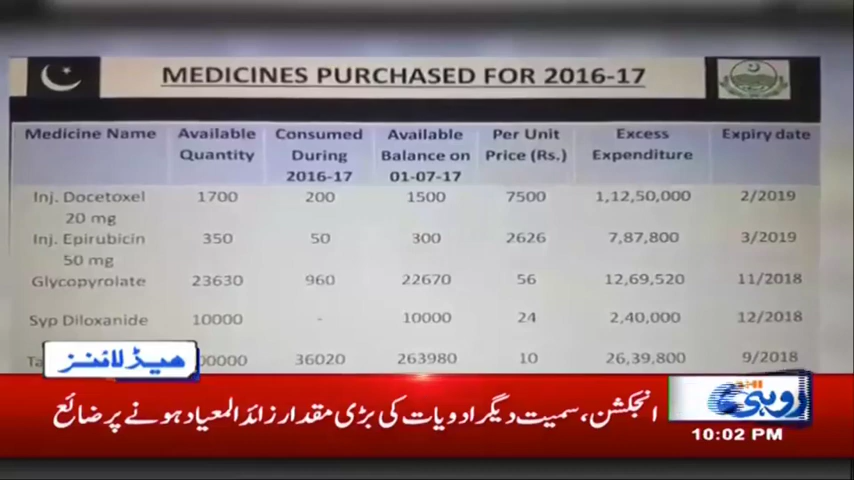 MEDICINES PURCHASED FOR 2016-17
Medicine Name Available Quantity Consumed During 2016-17 Available Balance on 01-07-17 Per Unit Price (Rs.) Excess Expenditure Expiry date
Inj. Docetoxel 20 mg 1700 200 1500 7500 1,12,50,000 2/2019
Inj. Epirubicin 50 mg 350 50 300 2626 7,87,800 3/2019
Glycopyrolate 23630 960 22670 56 12,69,520 11/2018
Syp Diloxanide 10000 - 10000 24 2,40,000 12/2018
36020 263980 10 26,39,800 9/2018
ہیڈلائنز
انجکشن، سمیت دیگر ادویات کی بڑی مقدار زائد المعیاد ہونے پر ضائع
روہی
10:02 PM